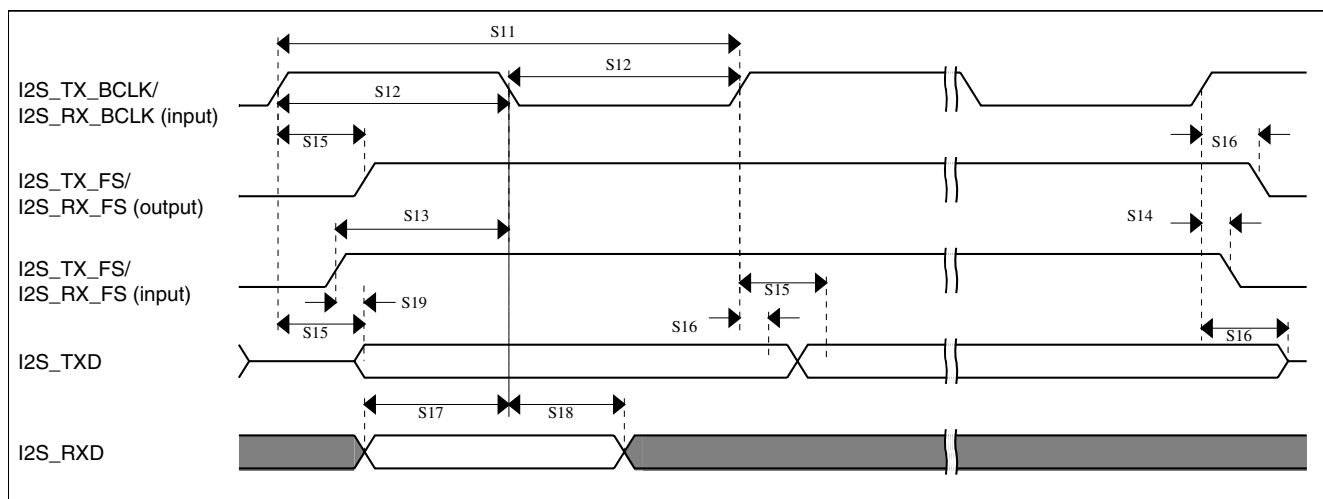 S11
I2S_TX_BCLK/
I2S_RX_BCLK (input)
S12
S12
S15
S16
I2S_TX_FS/
I2S_RX_FS (output)
S13
S14
I2S_TX_FS/
I2S_RX_FS (input)
S19
S15
S15
S16
S16
I2S_TXD
S17
S18
I2S_RXD